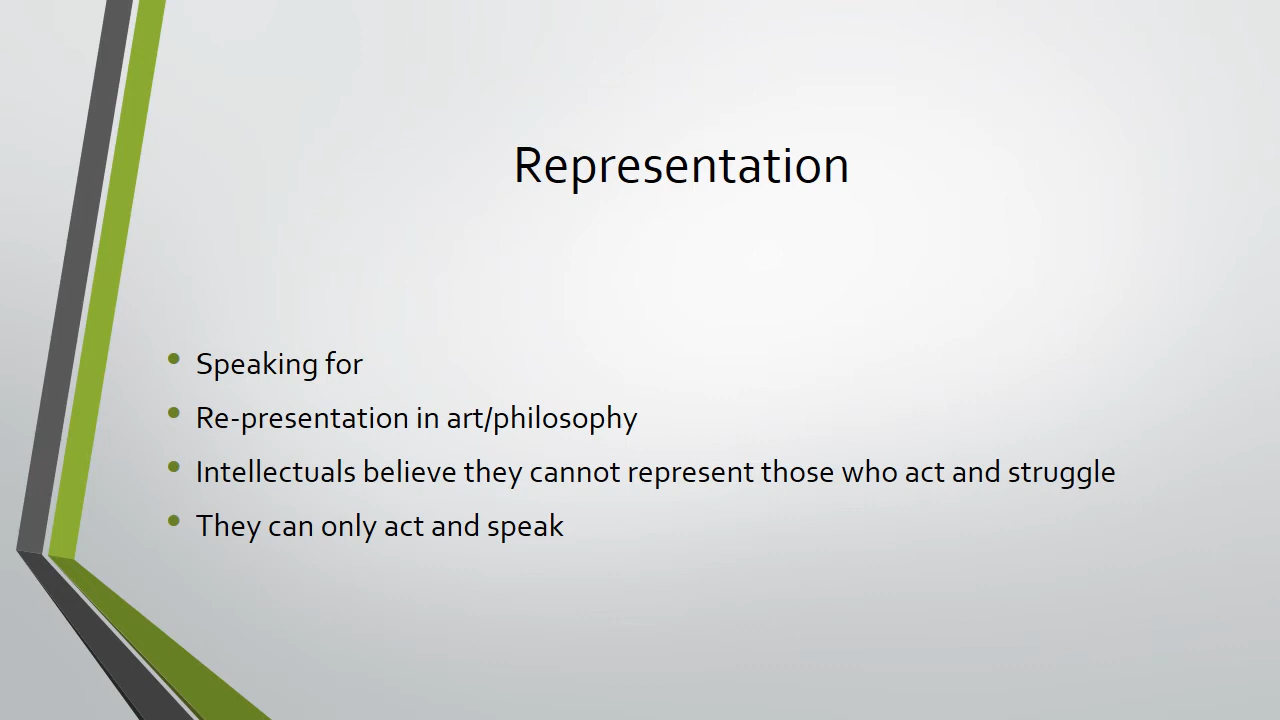 Representation
Speaking for
Re-presentation in art/philosophy
Intellectuals believe they cannot represent those who act and struggle
They can only act and speak